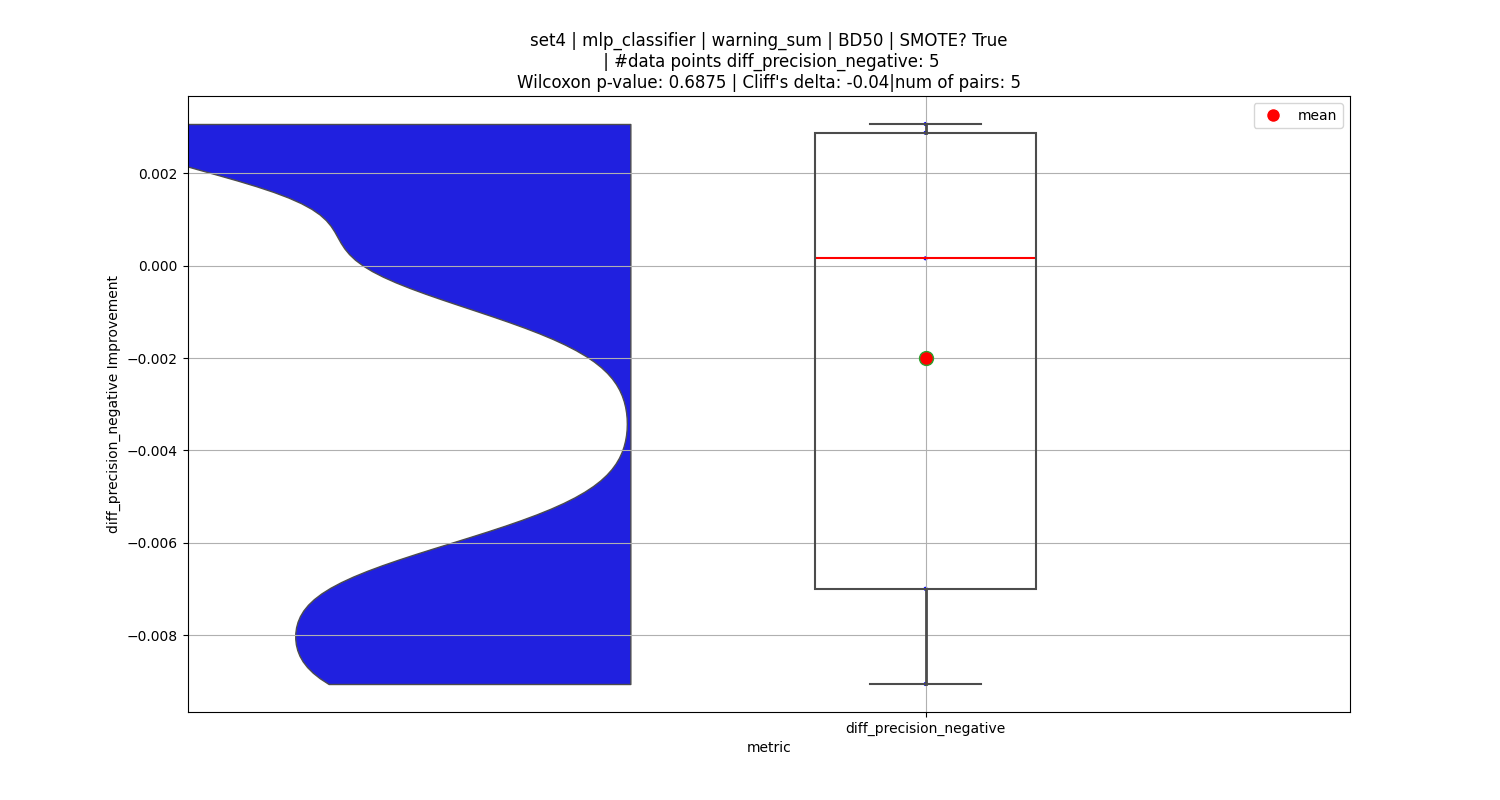 set4 | mlp_classifier | warning_sum | BD50 | SMOTE? True
| #data points diff_precision_negative: 5
Wilcoxon p-value: 0.6875 | Cliff's delta: -0.04|num of pairs: 5
mean
0.002
0.000
−0.002
−0.004
−0.006
−0.008
diff_precision_negative Improvement
diff_precision_negative
metric